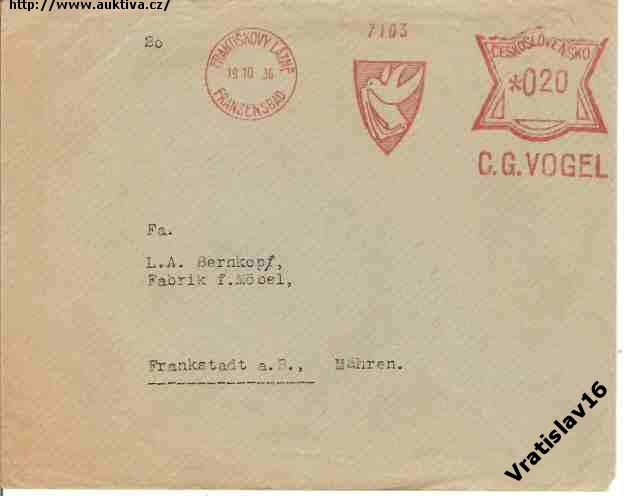 http://www.auktiva.cz/
Bo
FRANTIŠKOVY LÁZNĚ
19 10 36
FRANZENSBAD
7103
ČESKOSLOVENSKO
*020
C.G.VOGEL
Fa.
L.A. Bernkopf,
Fabrik f.Möbel,
Frankstadt a.R., Mähren.
Vratislav16